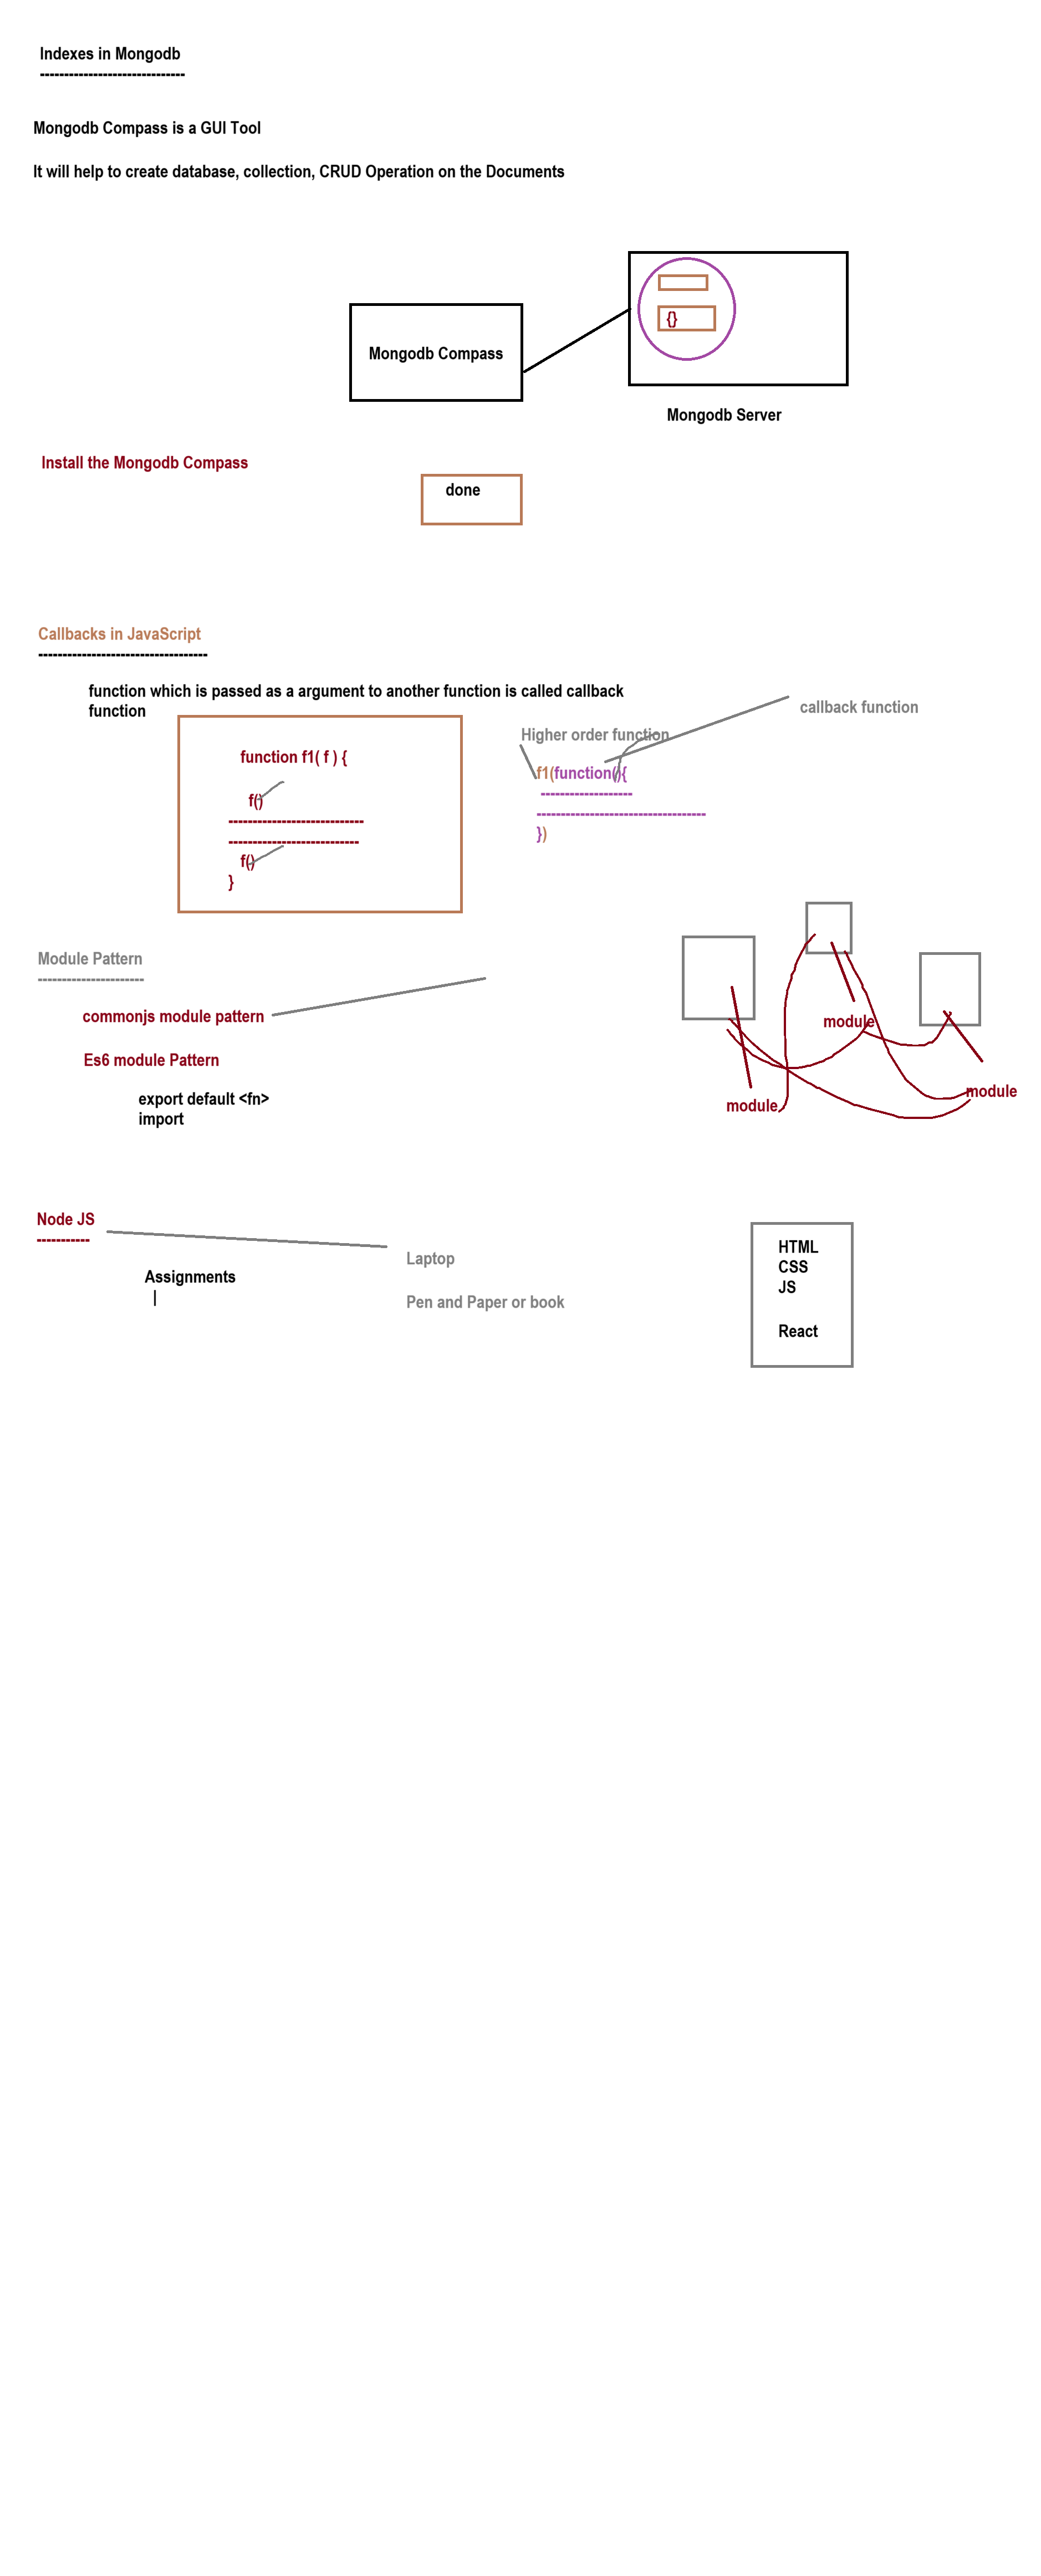 Indexes in Mongodb
------------------------------
Mongodb Compass is a GUI Tool
It will help to create database, collection, CRUD Operation on the Documents
{}
Mongodb Compass
Mongodb Server
Install the Mongodb Compass
done
Callbacks in JavaScript
-----------------------------------
function which is passed as a argument to another function is called callback
function
callback function
Higher order function
function f1( f ) {
f()
----------------------------
---------------------------
f()
}
f1(function(){
-------------------
-----------------------------------
})
Module Pattern
----------------------
commonjs module pattern
Es6 module Pattern
export default <fn>
import
module
module
module
Node JS
-----------
Assignments
Laptop
Pen and Paper or book
HTML
CSS
JS
React